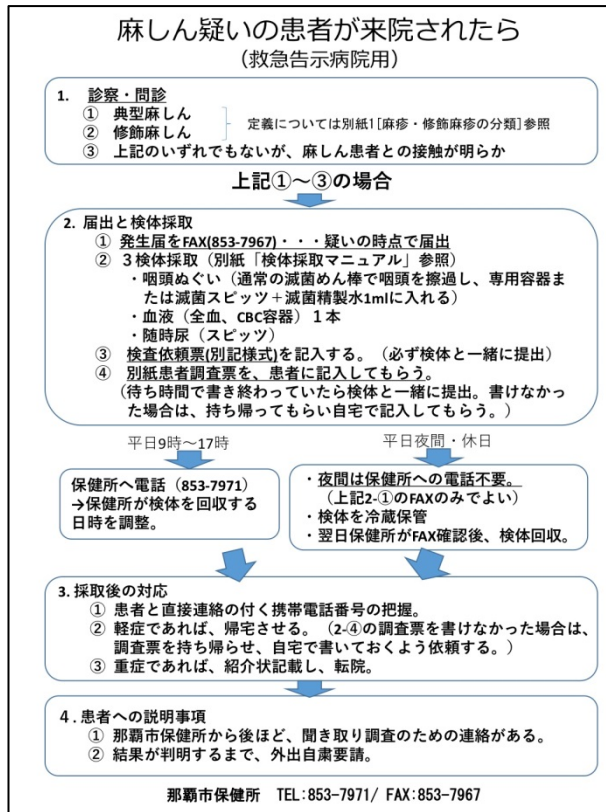 麻しん疑いの患者が来院されたら
(救急告示病院用)
1. 診察・問診
① 典型麻しん
② 修飾麻しん
定義については別紙1[麻疹・修飾麻疹の分類]参照
③ 上記のいずれでもないが、麻しん患者との接触が明らか
上記①～③の場合
2. 届出と検体採取
① 発生届をFAX(853-7967)・・・疑いの時点で届出
② ３検体採取（別紙「検体採取マニュアル」参照）
・咽頭ぬぐい（通常の滅菌めん棒で咽頭を擦過し、専用容器ま
たは滅菌スピッツ＋滅菌精製水1mlに入れる）
・血液（全血、CBC容器）１本
・随時尿（スピッツ）
③ 検査依頼票(別記様式)を記入する。（必ず検体と一緒に提出）
④ 別紙患者調査票を、患者に記入してもらう。
（待ち時間で書き終わっていたら検体と一緒に提出。書けなかっ
た場合は、持ち帰ってもらい自宅で記入してもらう。）
平日9時～17時
保健所へ電話（853-7971）
→保健所が検体を回収する
日時を調整。
平日夜間・休日
・夜間は保健所への電話不要。
（上記2-①のFAXのみでよい）
・検体を冷蔵保管
・翌日保健所がFAX確認後、検体回収。
3. 採取後の対応
① 患者と直接連絡の付く携帯電話番号の把握。
② 軽症であれば、帰宅させる。（2-④の調査票を書けなかった場合は、
調査票を持ち帰らせ、自宅で書いておくよう依頼する。）
③ 重症であれば、紹介状記載し、転院。
４. 患者への説明事項
① 那覇市保健所から後ほど、聞き取り調査のための連絡がある。
② 結果が判明するまで、外出自粛要請。
那覇市保健所　TEL:853-7971/ FAX:853-7967